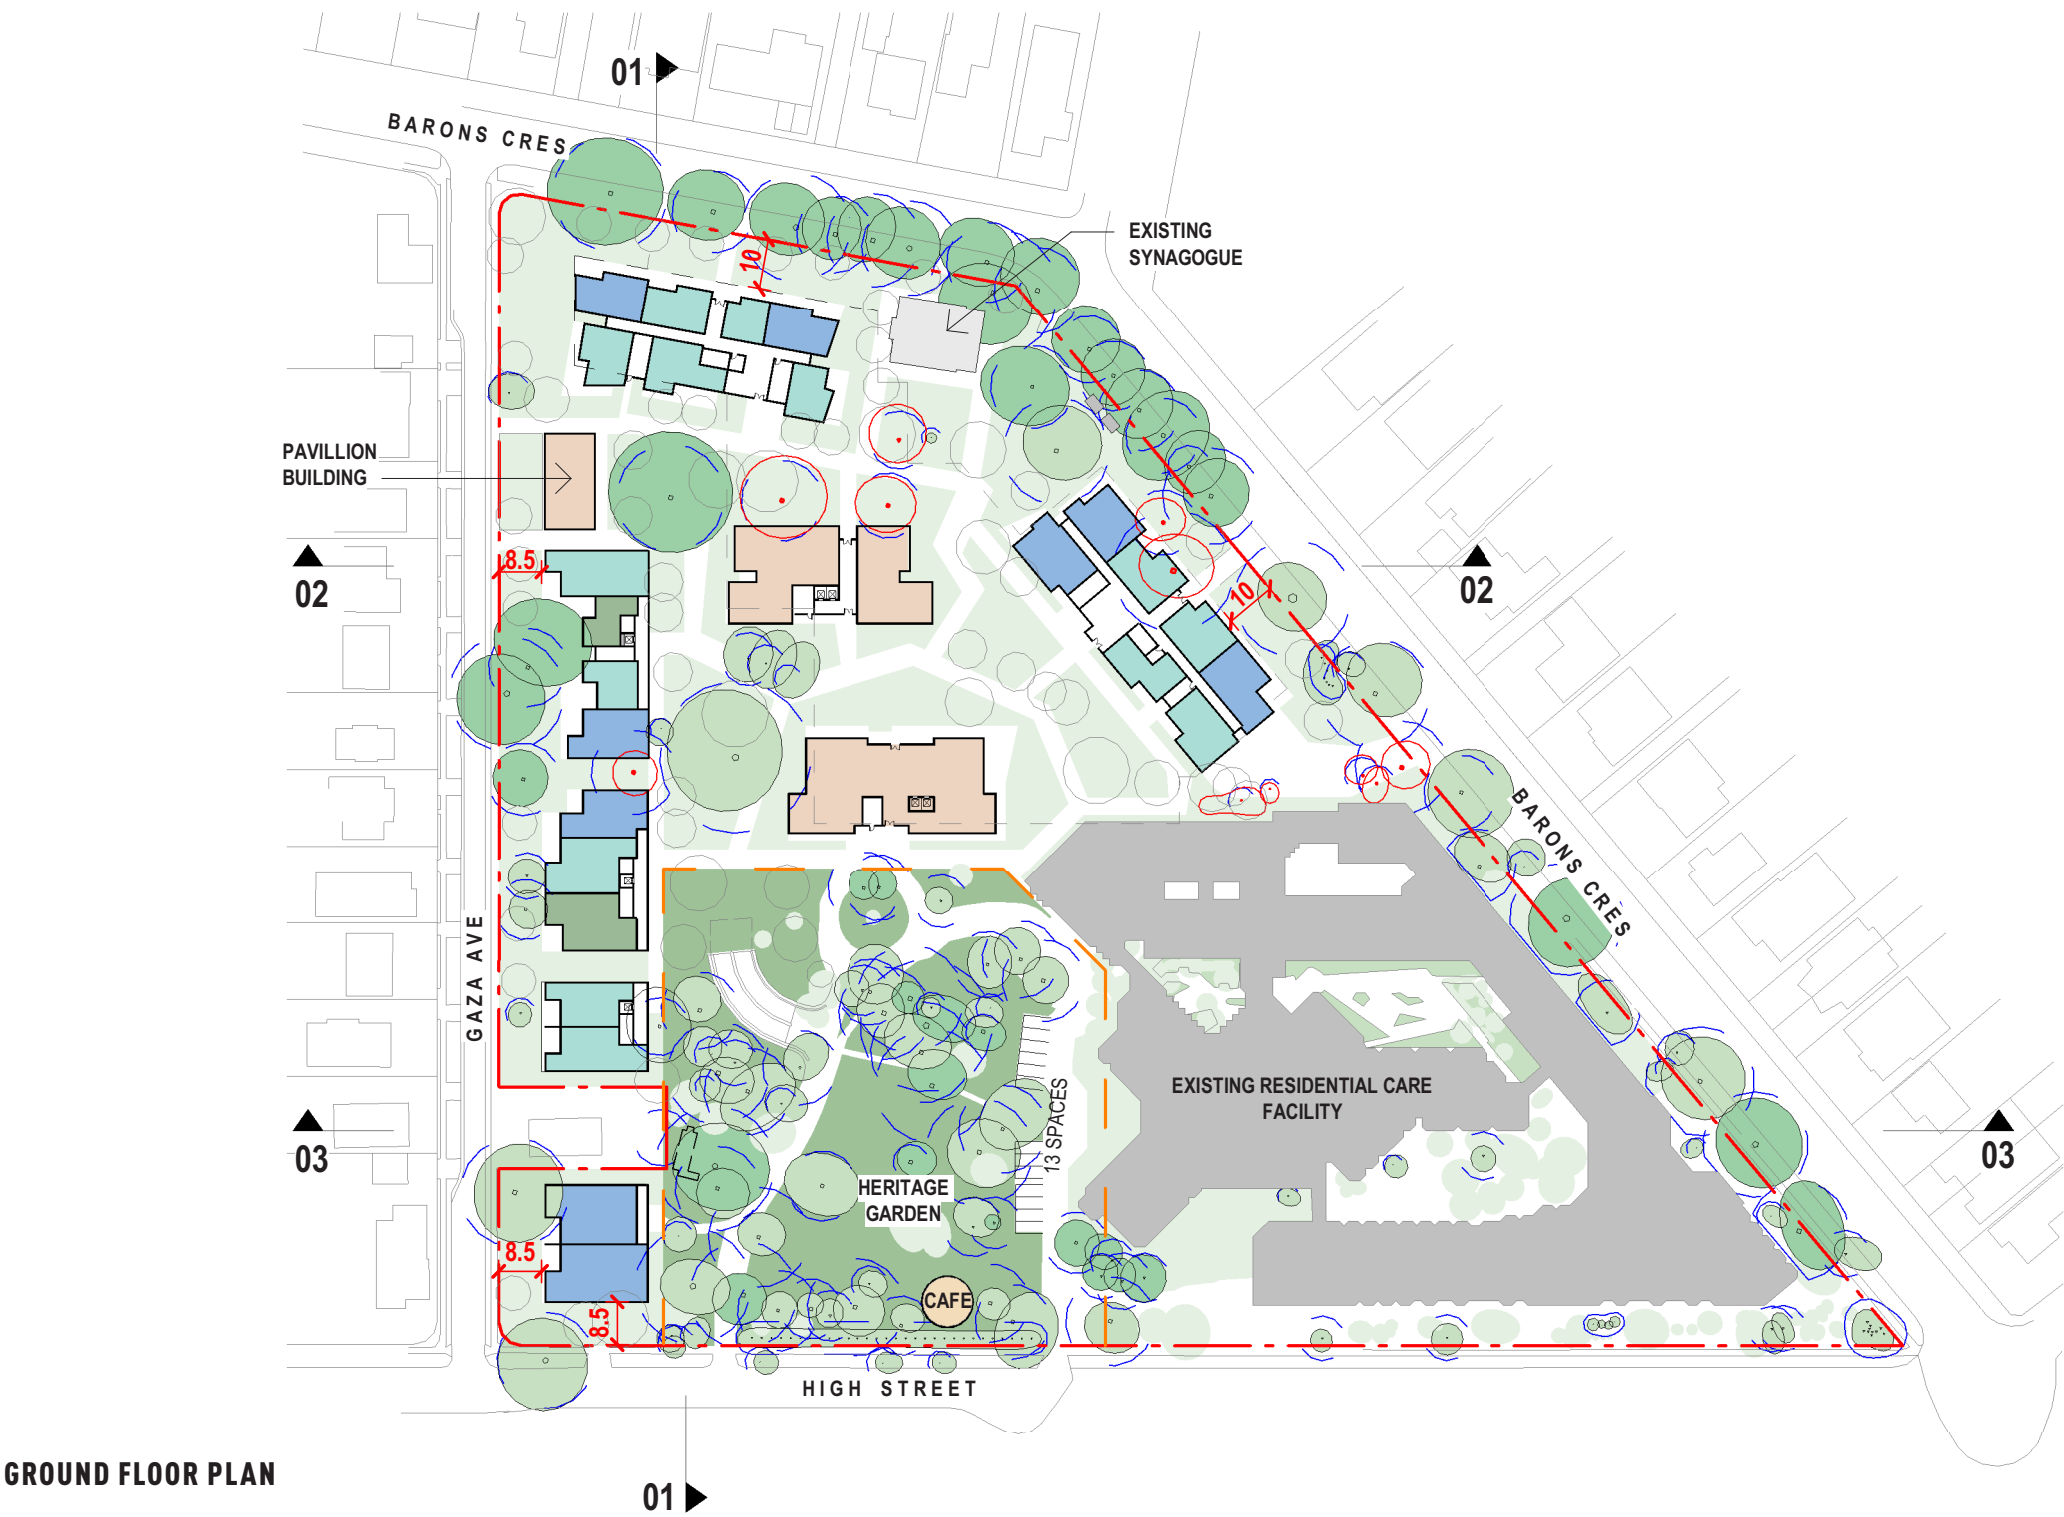 01
BARONS CRES
EXISTING
SYNAGOGUE
10
PAVILLION
BUILDING
8.5
02
02
10
BARONS CRES
GAZA AVE
EXISTING RESIDENTIAL CARE
FACILITY
13 SPACES
03
03
HERITAGE
GARDEN
8.5
CAFE
8.5
HIGH STREET
GROUND FLOOR PLAN
01